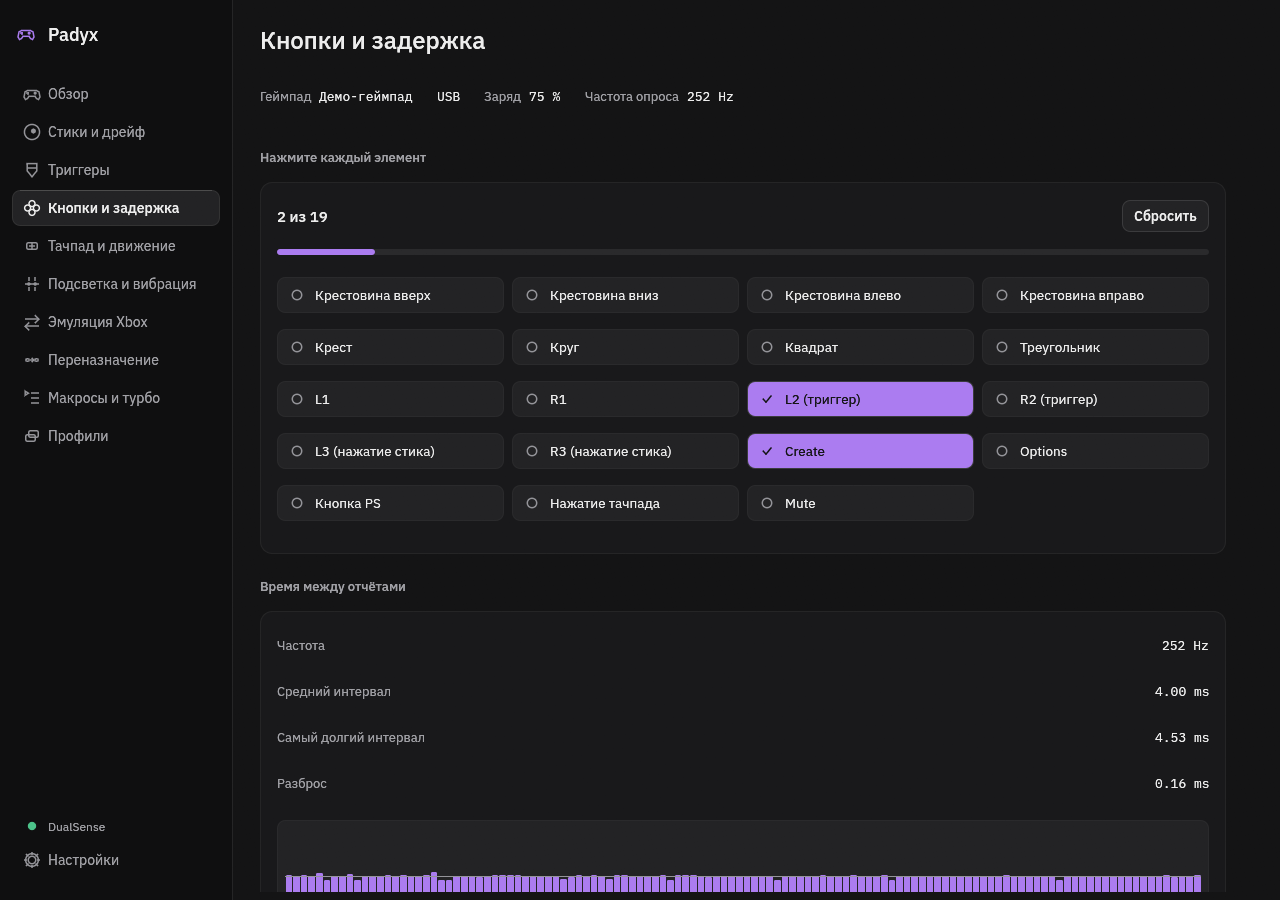 Padyx
Обзор
Стики и дрейф
Триггеры
Кнопки и задержка
Тачпад и движение
Подсветка и вибрация
Эмуляция Xbox
Переназначение
Макросы и турбо
Профили
DualSense
Настройки
Кнопки и задержка
Геймпад Демо-геймпад USB Заряд 75 % Частота опроса 252 Hz
Нажмите каждый элемент
2 из 19 Сбросить
Крестовина вверх Крестовина вниз Крестовина влево Крестовина вправо
Крест Круг Квадрат Треугольник
L1 R1 L2 (триггер) R2 (триггер)
L3 (нажатие стика) R3 (нажатие стика) Create Options
Кнопка PS Нажатие тачпада Mute
Время между отчётами
Частота 252 Hz
Средний интервал 4.00 ms
Самый долгий интервал 4.53 ms
Разброс 0.16 ms